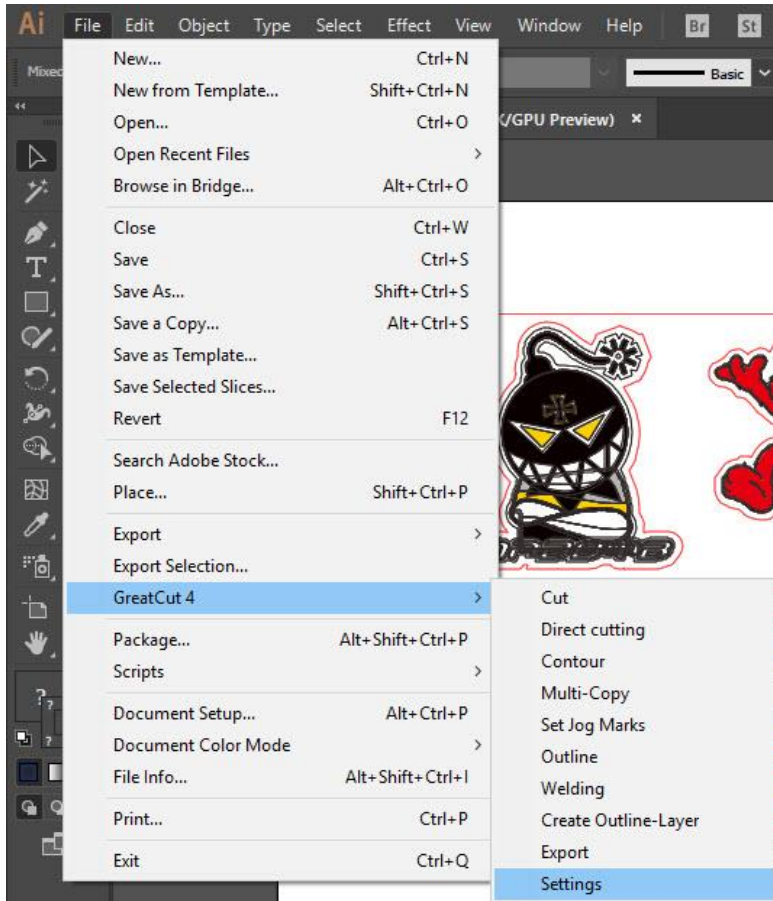 Ai File Edit Object Type Select Effect View Window Help Br St
Mixed Basic
/GPU Preview) ×
New... Ctrl+N
New from Template... Shift+Ctrl+N
Open... Ctrl+O
Open Recent Files >
Browse in Bridge... Alt+Ctrl+O
Close Ctrl+W
Save Ctrl+S
Save As... Shift+Ctrl+S
Save a Copy... Alt+Ctrl+S
Save as Template...
Save Selected Slices...
Revert F12
Search Adobe Stock...
Place... Shift+Ctrl+P
Export >
Export Selection...
GreatCut 4 >
Package... Alt+Shift+Ctrl+P
Scripts >
Document Setup... Alt+Ctrl+P
Document Color Mode >
File Info... Alt+Shift+Ctrl+I
Print... Ctrl+P
Exit Ctrl+Q
Cut
Direct cutting
Contour
Multi-Copy
Set Jog Marks
Outline
Welding
Create Outline-Layer
Export
Settings